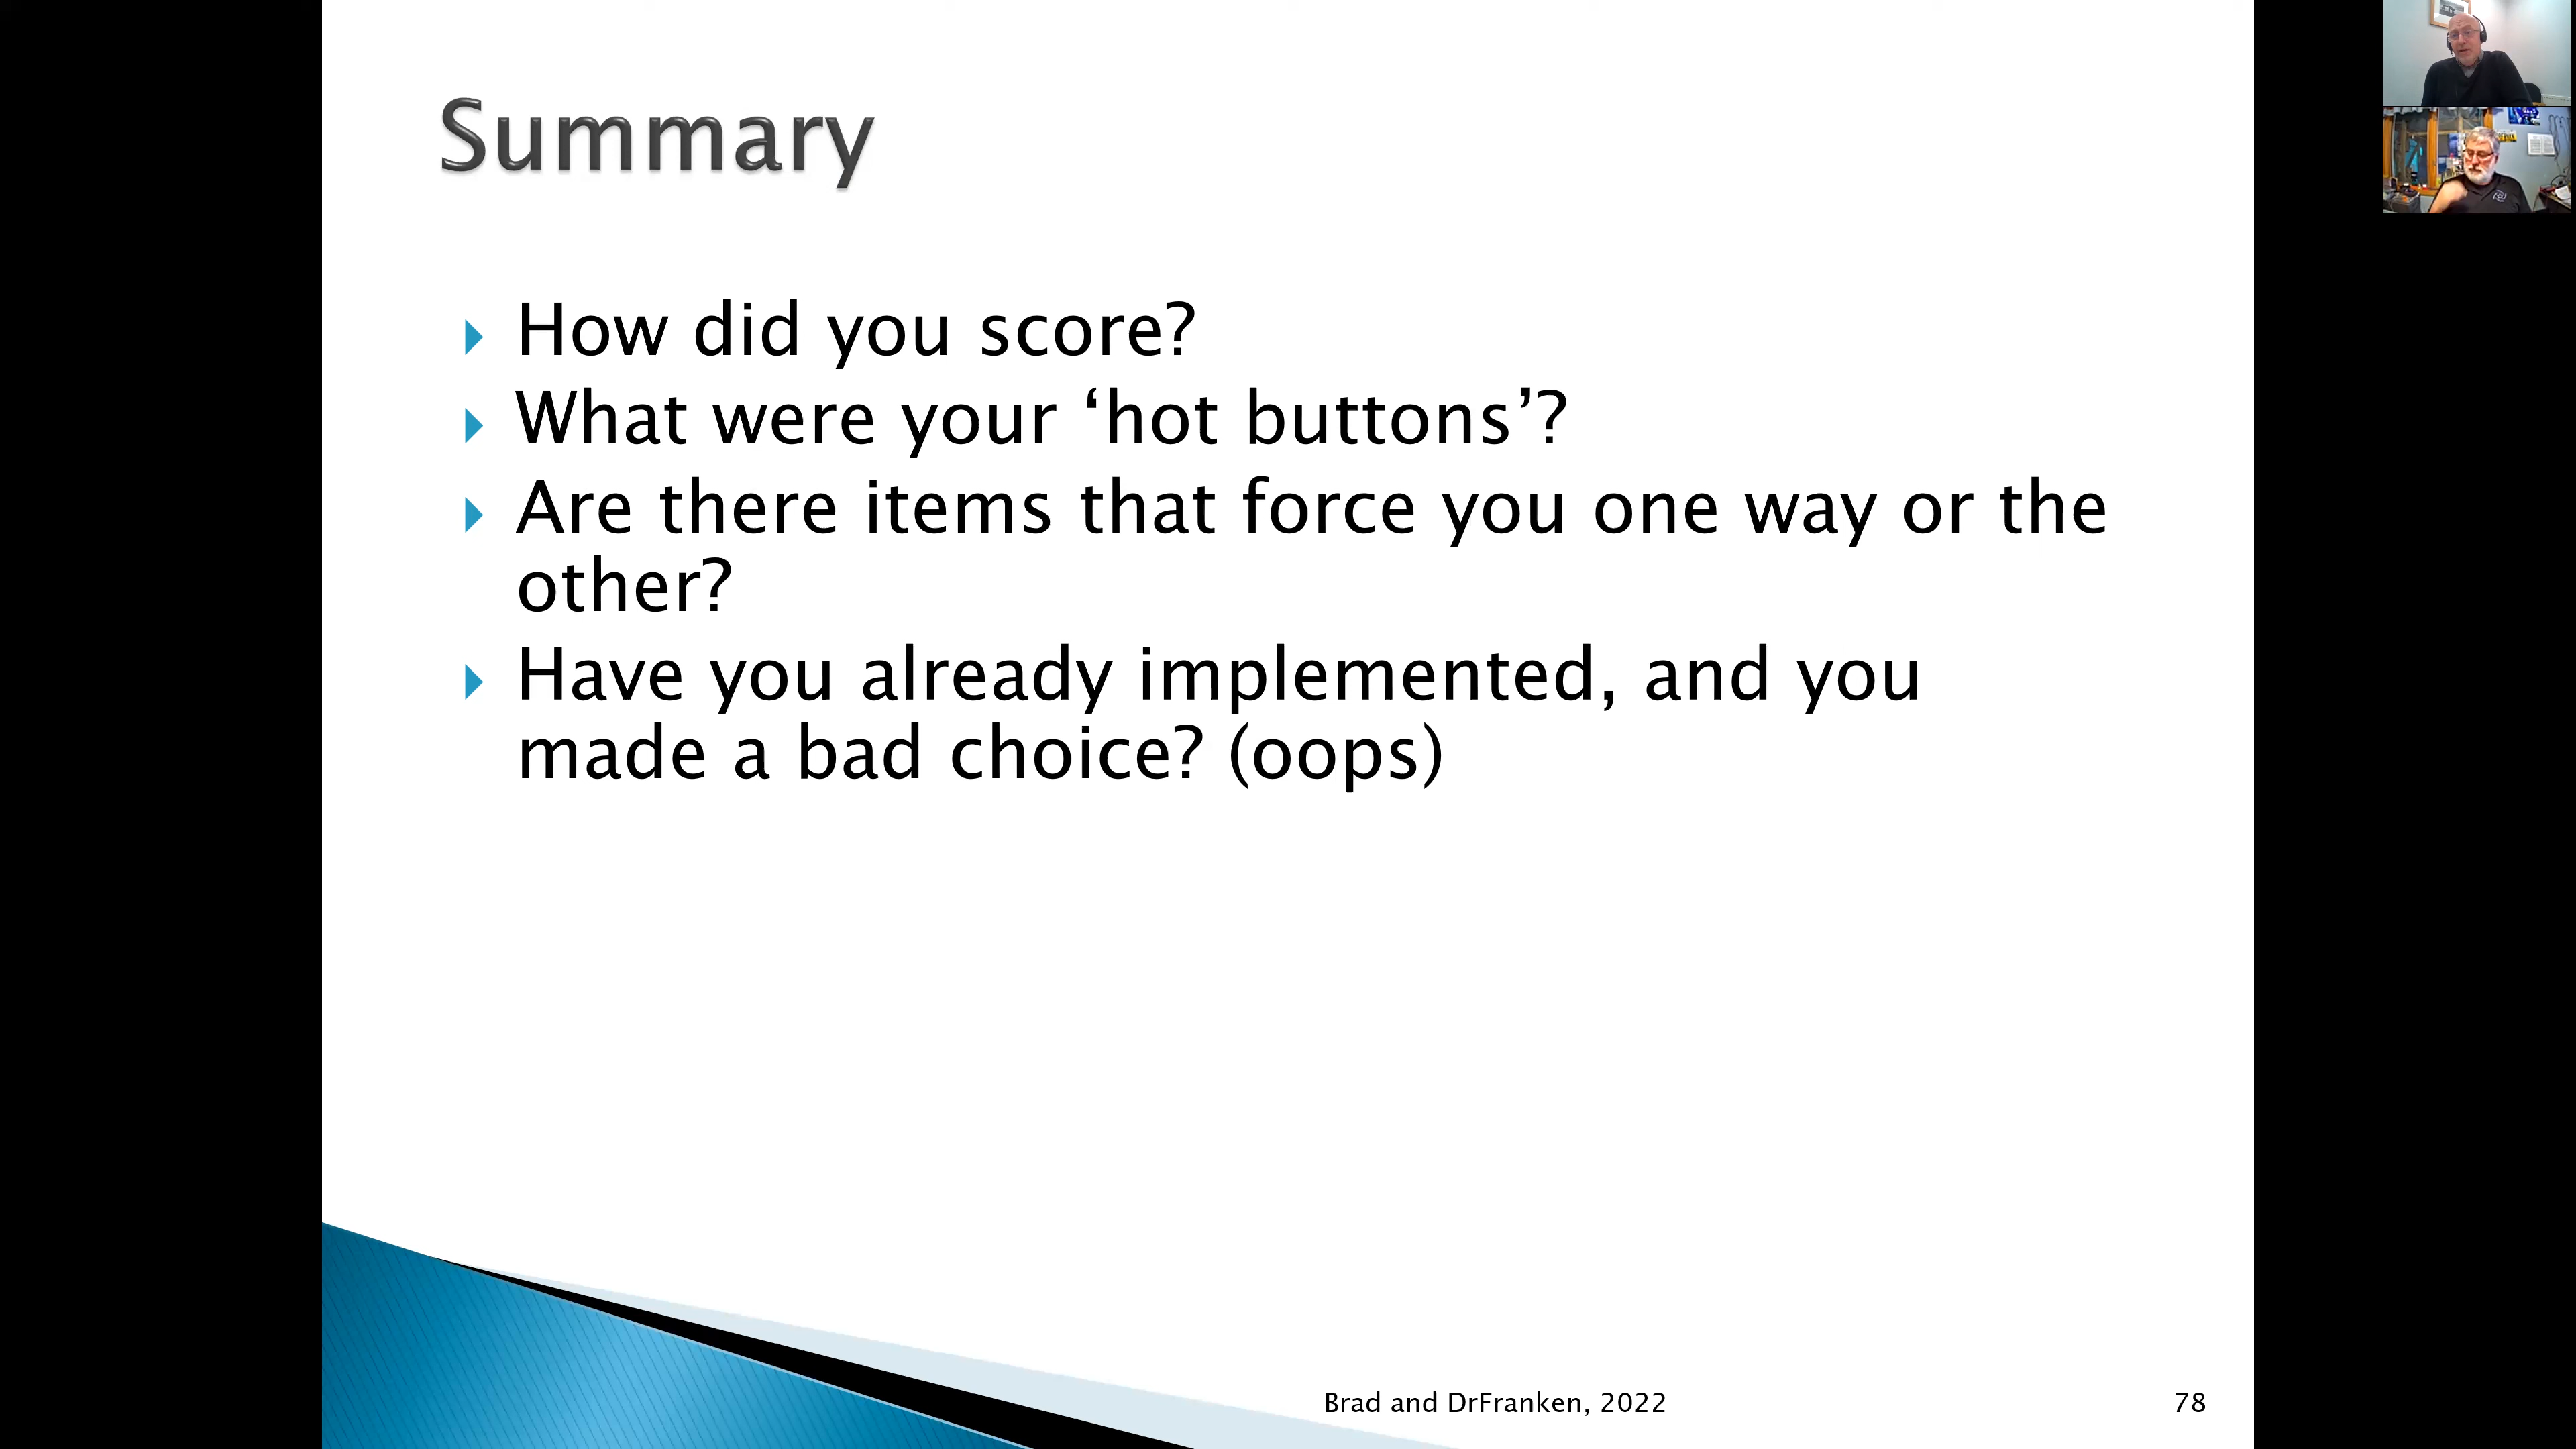 Summary
How did you score?
What were your ‘hot buttons’?
Are there items that force you one way or the
other?
Have you already implemented, and you
made a bad choice? (oops)
Brad and DrFranken, 2022
78